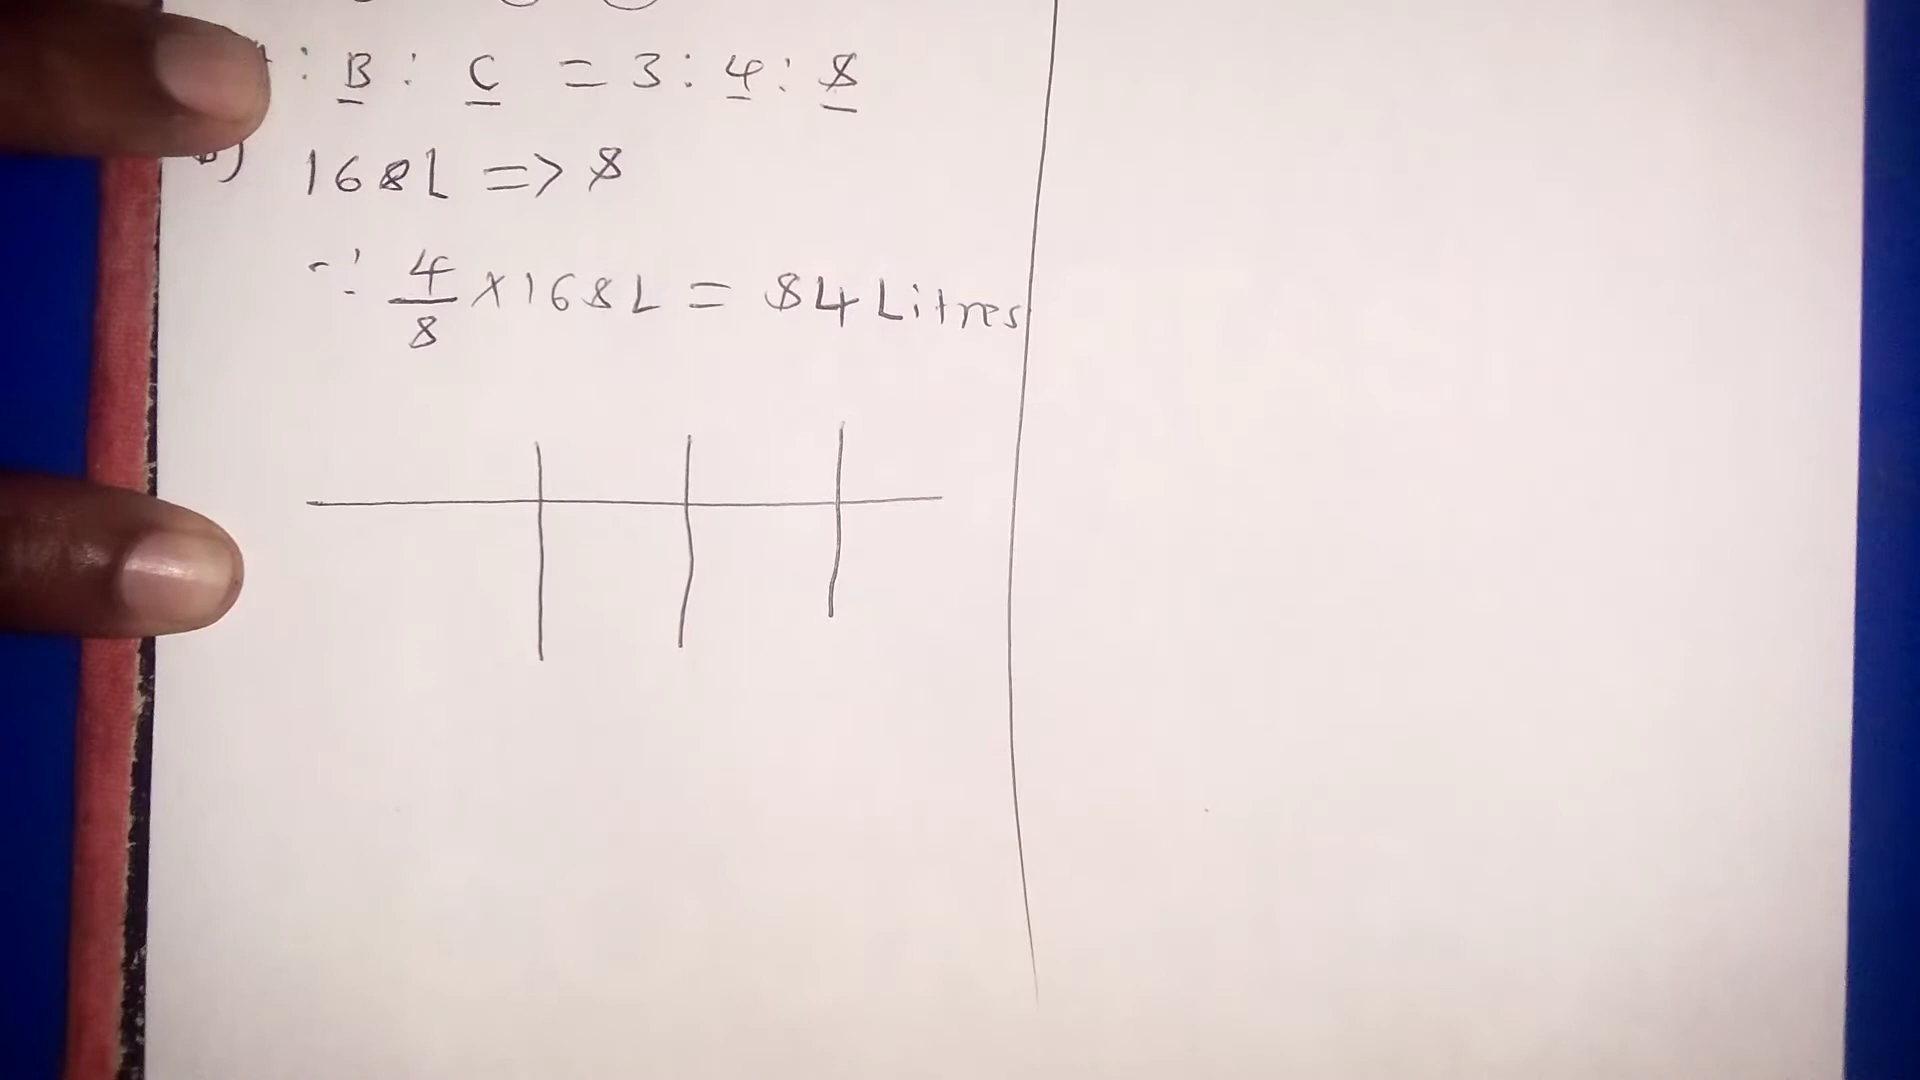 : B : C = 3 : 4 : 8
b) 168L => 8
∵ 4/8 × 168L = 84 Litres